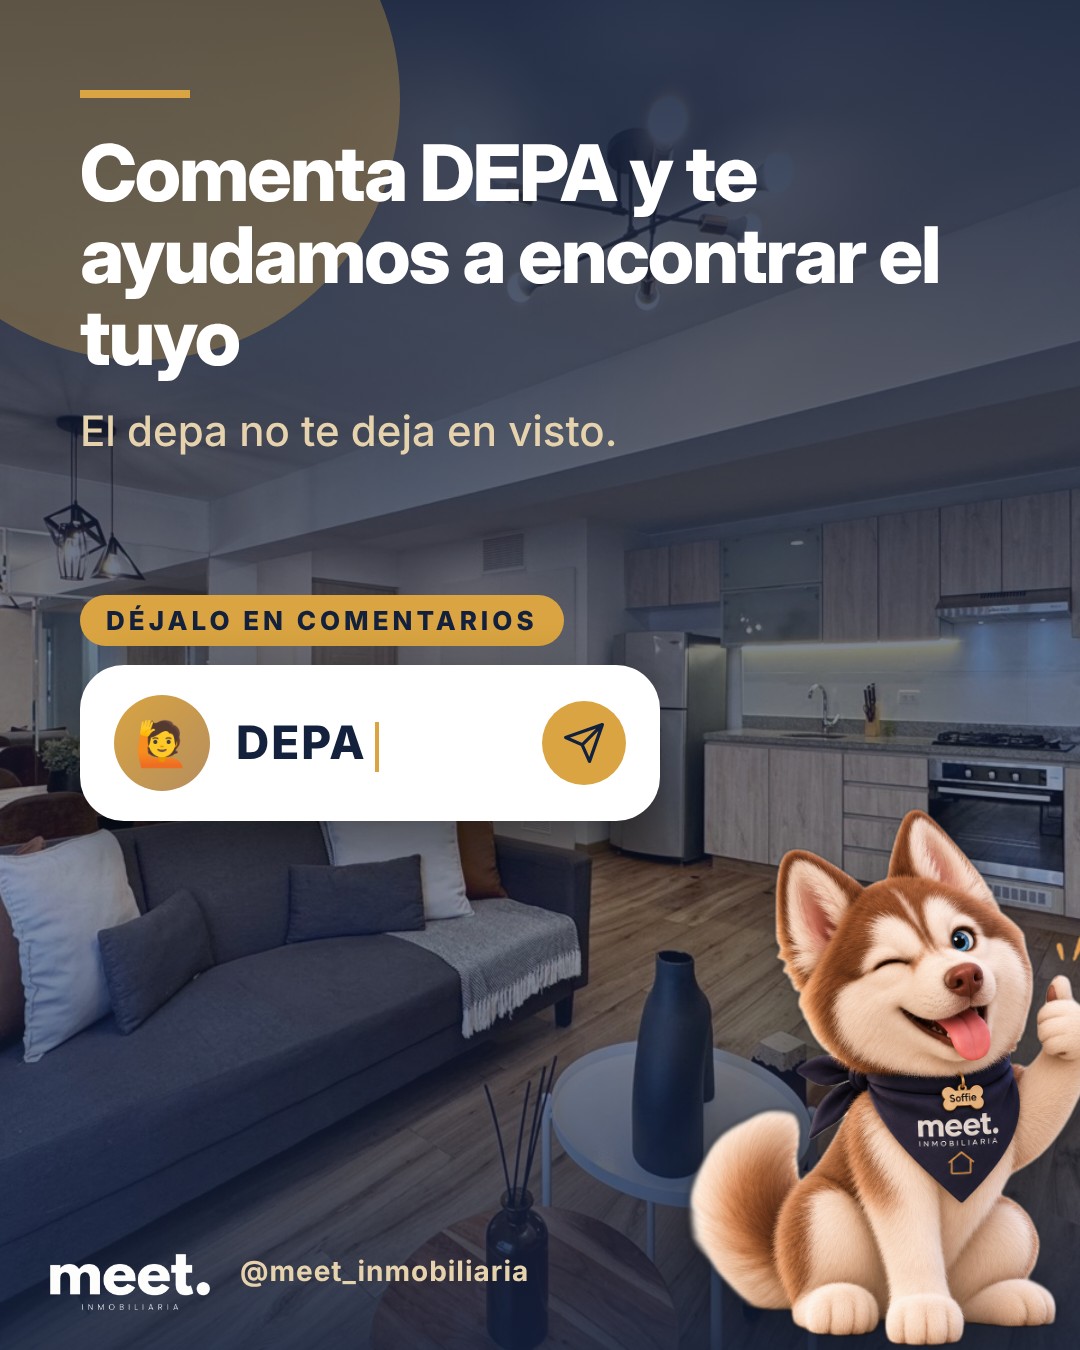 Comenta DEPA y te
ayudamos a encontrar el
tuyo
El depa no te deja en visto.
DÉJALO EN COMENTARIOS
DEPA
Soffie
meet.
INMOBILIARIA
meet.
INMOBILIARIA
@meet_inmobiliaria